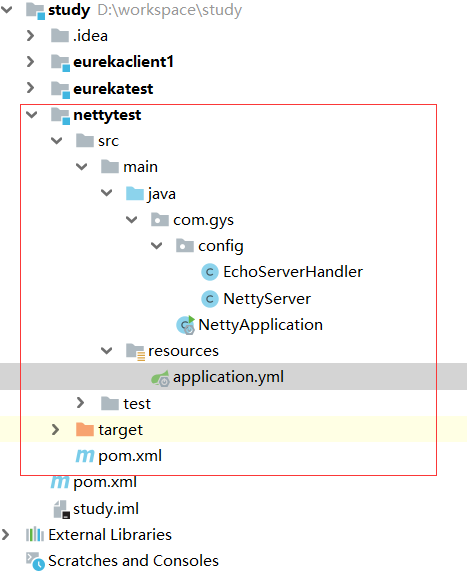 study D:\workspace\study
.idea
eurekaclient1
eurekatest
nettytest
src
main
java
com.gys
config
EchoServerHandler
NettyServer
NettyApplication
resources
application.yml
test
target
pom.xml
pom.xml
study.iml
External Libraries
Scratches and Consoles